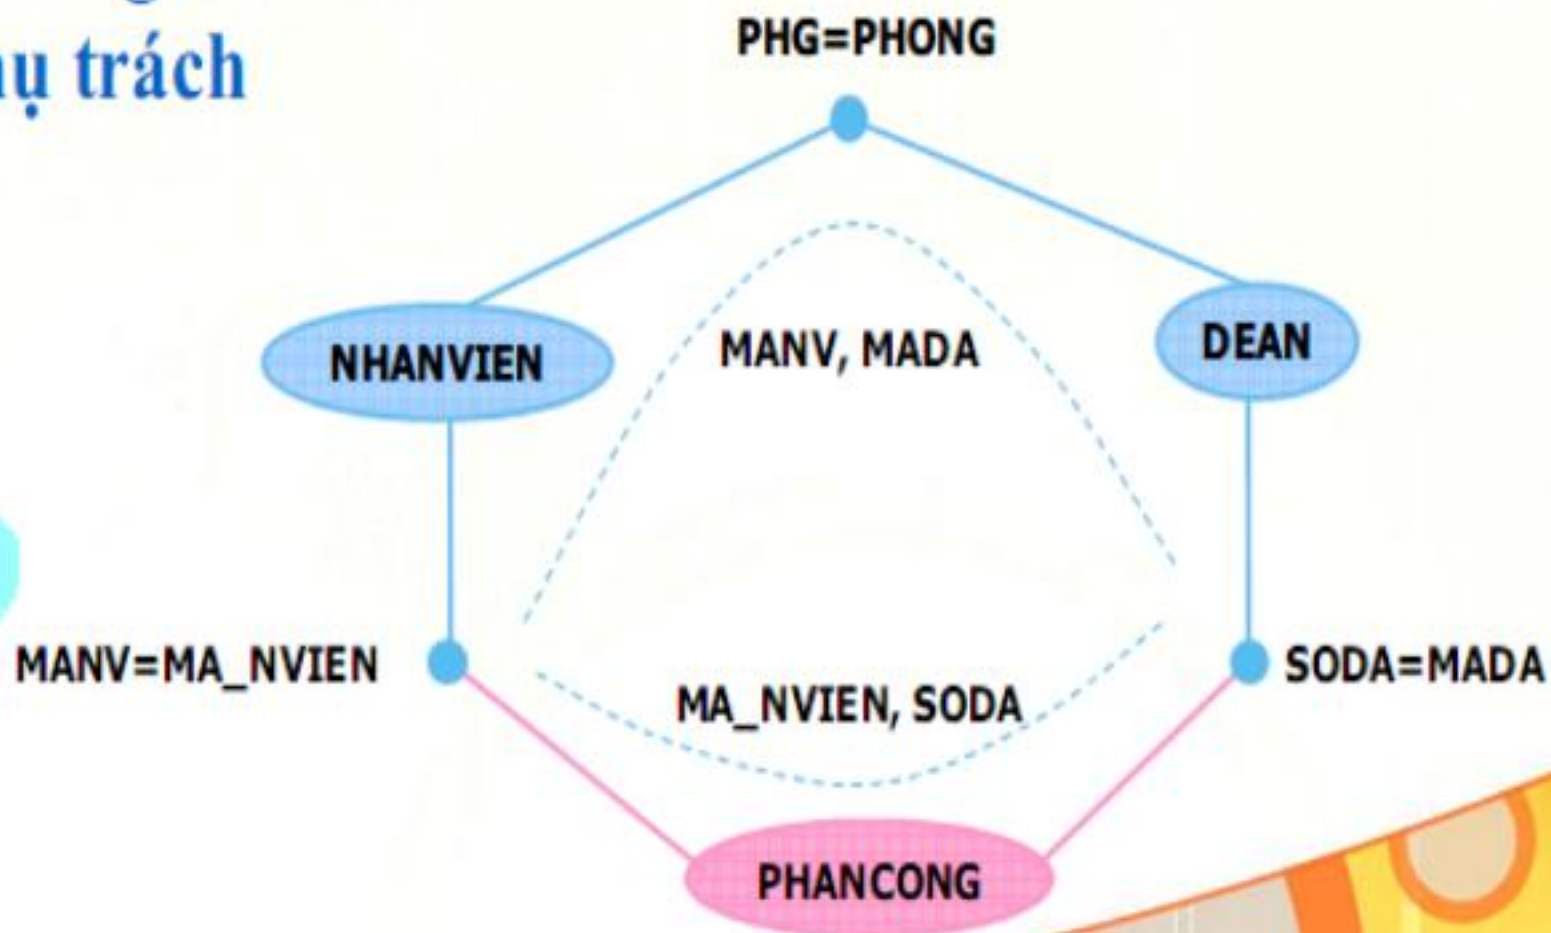 trách
PHG=PHONG
NHANVIEN
MANV, MADA
DEAN
MANV=MA_NVIEN
MA_NVIEN, SODA
SODA=MADA
PHANCONG